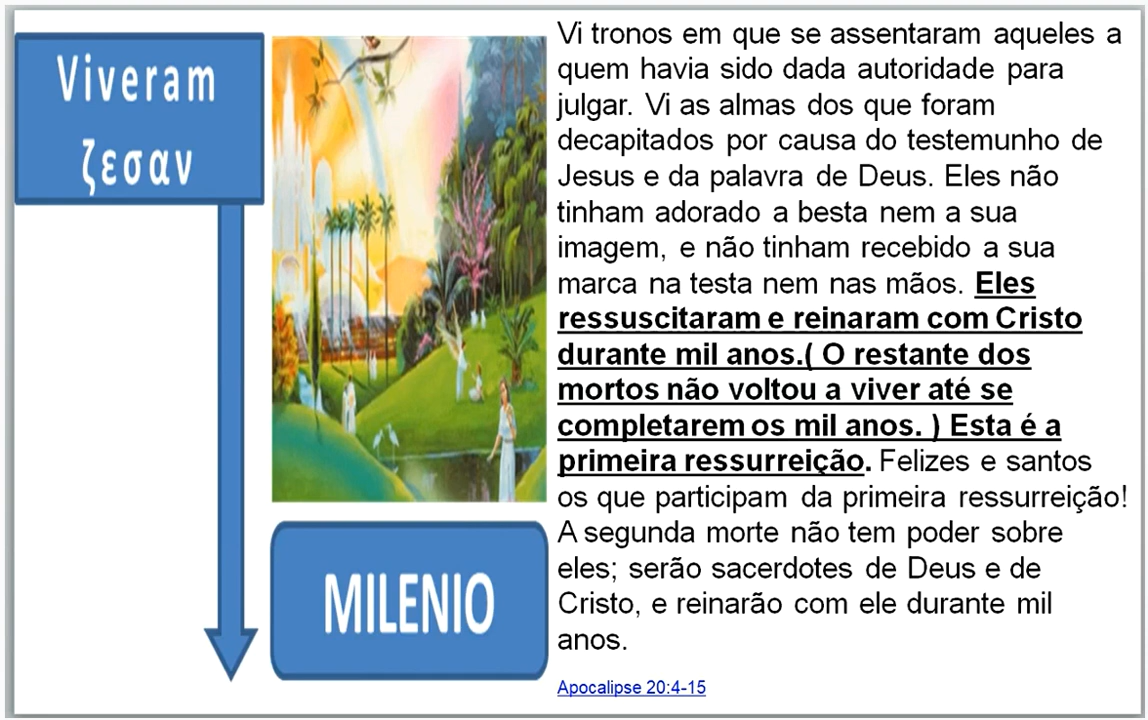 Viveram
ζεσαν
MILENIO
Vi tronos em que se assentaram aqueles a
quem havia sido dada autoridade para
julgar. Vi as almas dos que foram
decapitados por causa do testemunho de
Jesus e da palavra de Deus. Eles não
tinham adorado a besta nem a sua
imagem, e não tinham recebido a sua
marca na testa nem nas mãos. Eles
ressuscitaram e reinaram com Cristo
durante mil anos.( O restante dos
mortos não voltou a viver até se
completarem os mil anos. ) Esta é a
primeira ressurreição. Felizes e santos
os que participam da primeira ressurreição!
A segunda morte não tem poder sobre
eles; serão sacerdotes de Deus e de
Cristo, e reinarão com ele durante mil
anos.
Apocalipse 20:4-15